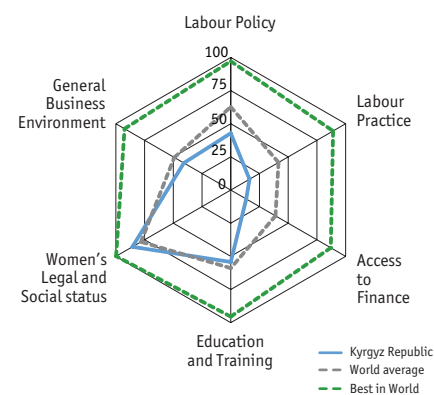 Labour Policy
100
75
50
25
0
General
Business
Environment
Labour
Practice
Women's
Legal and
Social status
Access
to
Finance
Education
and Training
Kyrgyz Republic
World average
Best in World